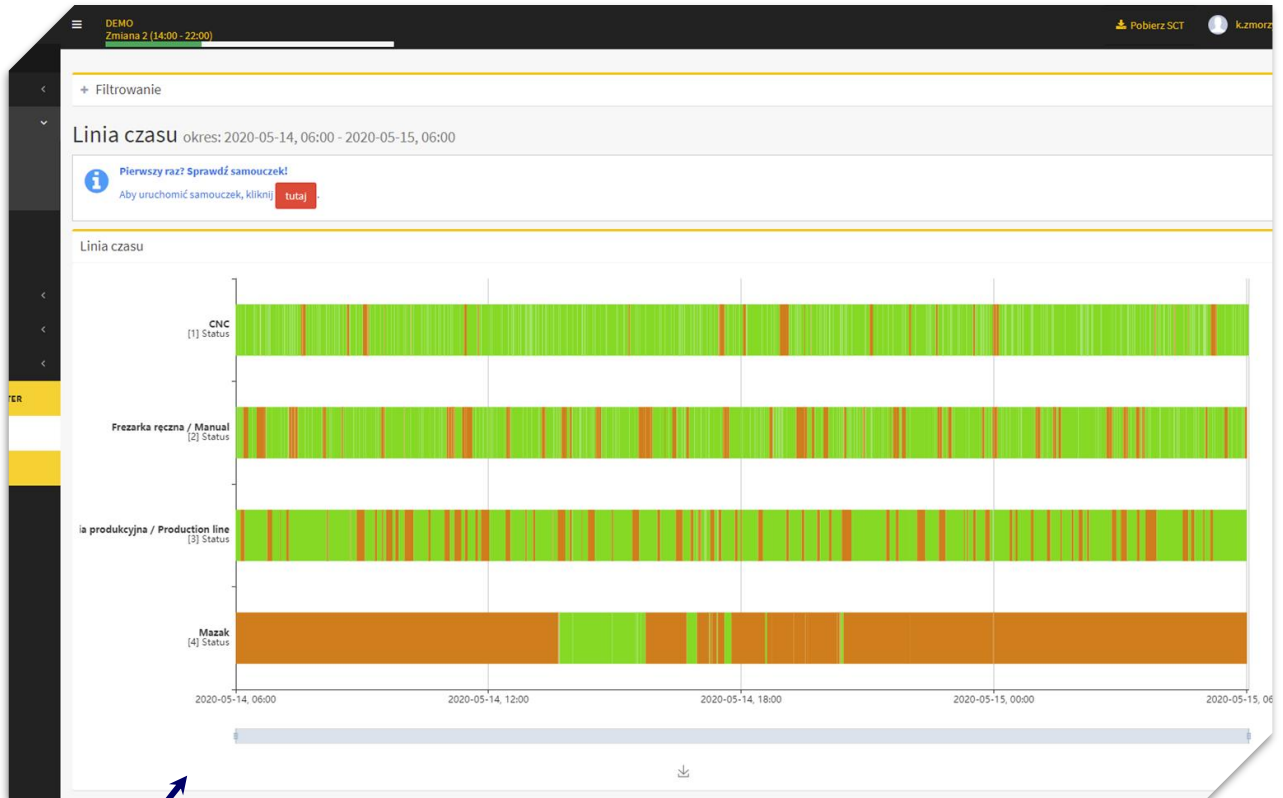 DEMO
Zmiana 2 (14:00 - 22:00)
Pobierz SCT
k.zmorz
TER
+ Filtrowanie
Linia czasu okres: 2020-05-14, 06:00 - 2020-05-15, 06:00
Pierwszy raz? Sprawdź samouczek!
Aby uruchomić samouczek, kliknij tutaj .
Linia czasu
CNC
[1] Status
Frezarka ręczna / Manual
[2] Status
ia produkcyjna / Production line
[3] Status
Mazak
[4] Status
2020-05-14, 06:00 2020-05-14, 12:00 2020-05-14, 18:00 2020-05-15, 00:00 2020-05-15, 06